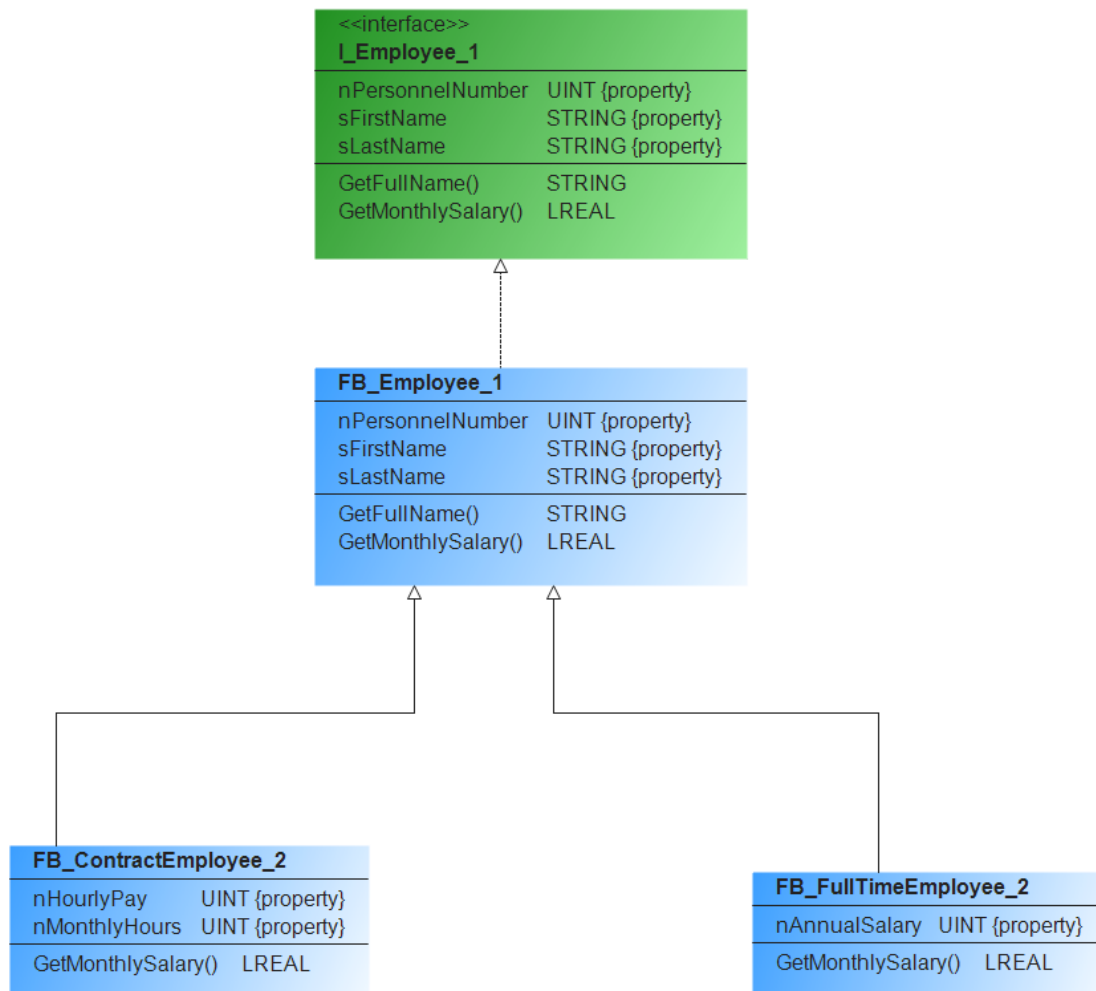 <<interface>>
I_Employee_1
nPersonnelNumber UINT {property}
sFirstName STRING {property}
sLastName STRING {property}
GetFullName() STRING
GetMonthlySalary() LREAL
FB_Employee_1
nPersonnelNumber UINT {property}
sFirstName STRING {property}
sLastName STRING {property}
GetFullName() STRING
GetMonthlySalary() LREAL
FB_ContractEmployee_2
nHourlyPay UINT {property}
nMonthlyHours UINT {property}
GetMonthlySalary() LREAL
FB_FullTimeEmployee_2
nAnnualSalary UINT {property}
GetMonthlySalary() LREAL